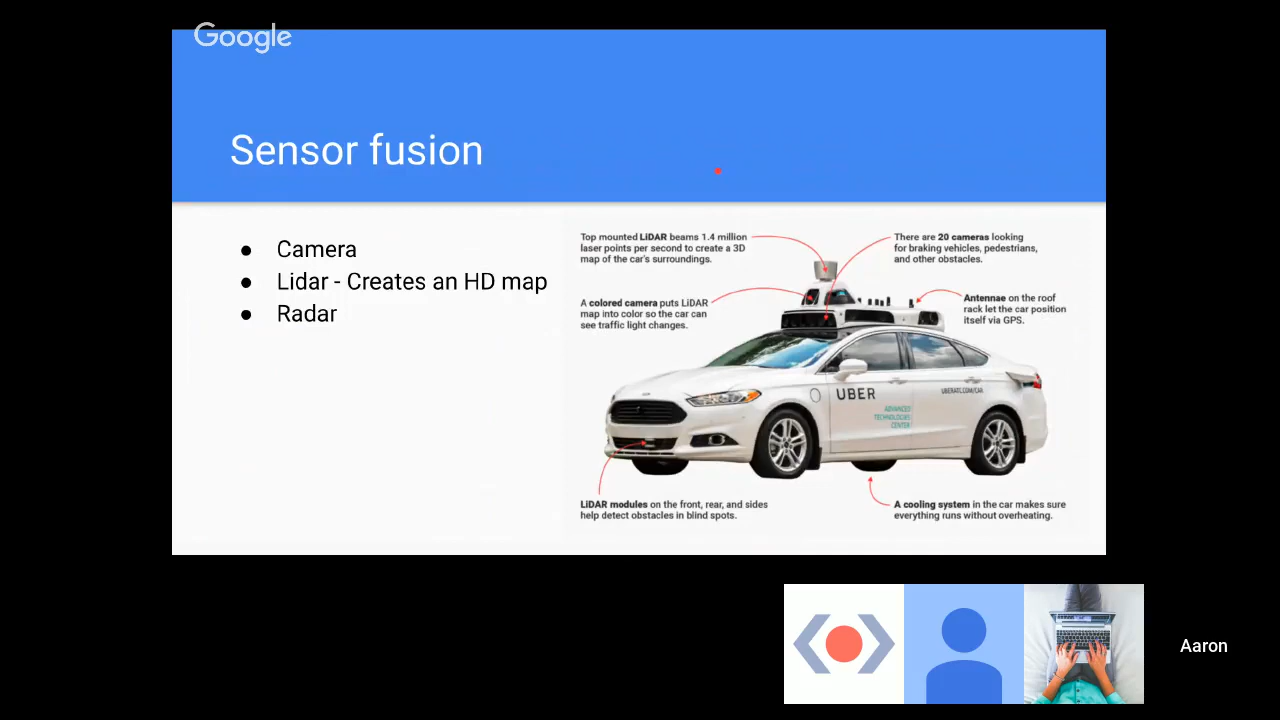 Google
Sensor fusion
● Camera
● Lidar - Creates an HD map
● Radar
Top mounted LiDAR beams 1.4 million
laser points per second to create a 3D
map of the car's surroundings.
There are 20 cameras looking
for braking vehicles, pedestrians,
and other obstacles.
A colored camera puts LiDAR
map into color so the car can
see traffic light changes.
Antennae on the roof
rack let the car position
itself via GPS.
UBER
UBERATC.COM/CAR
ADVANCED
TECHNOLOGIES
CENTER
LiDAR modules on the front, rear, and sides
help detect obstacles in blind spots.
A cooling system in the car makes sure
everything runs without overheating.
Aaron